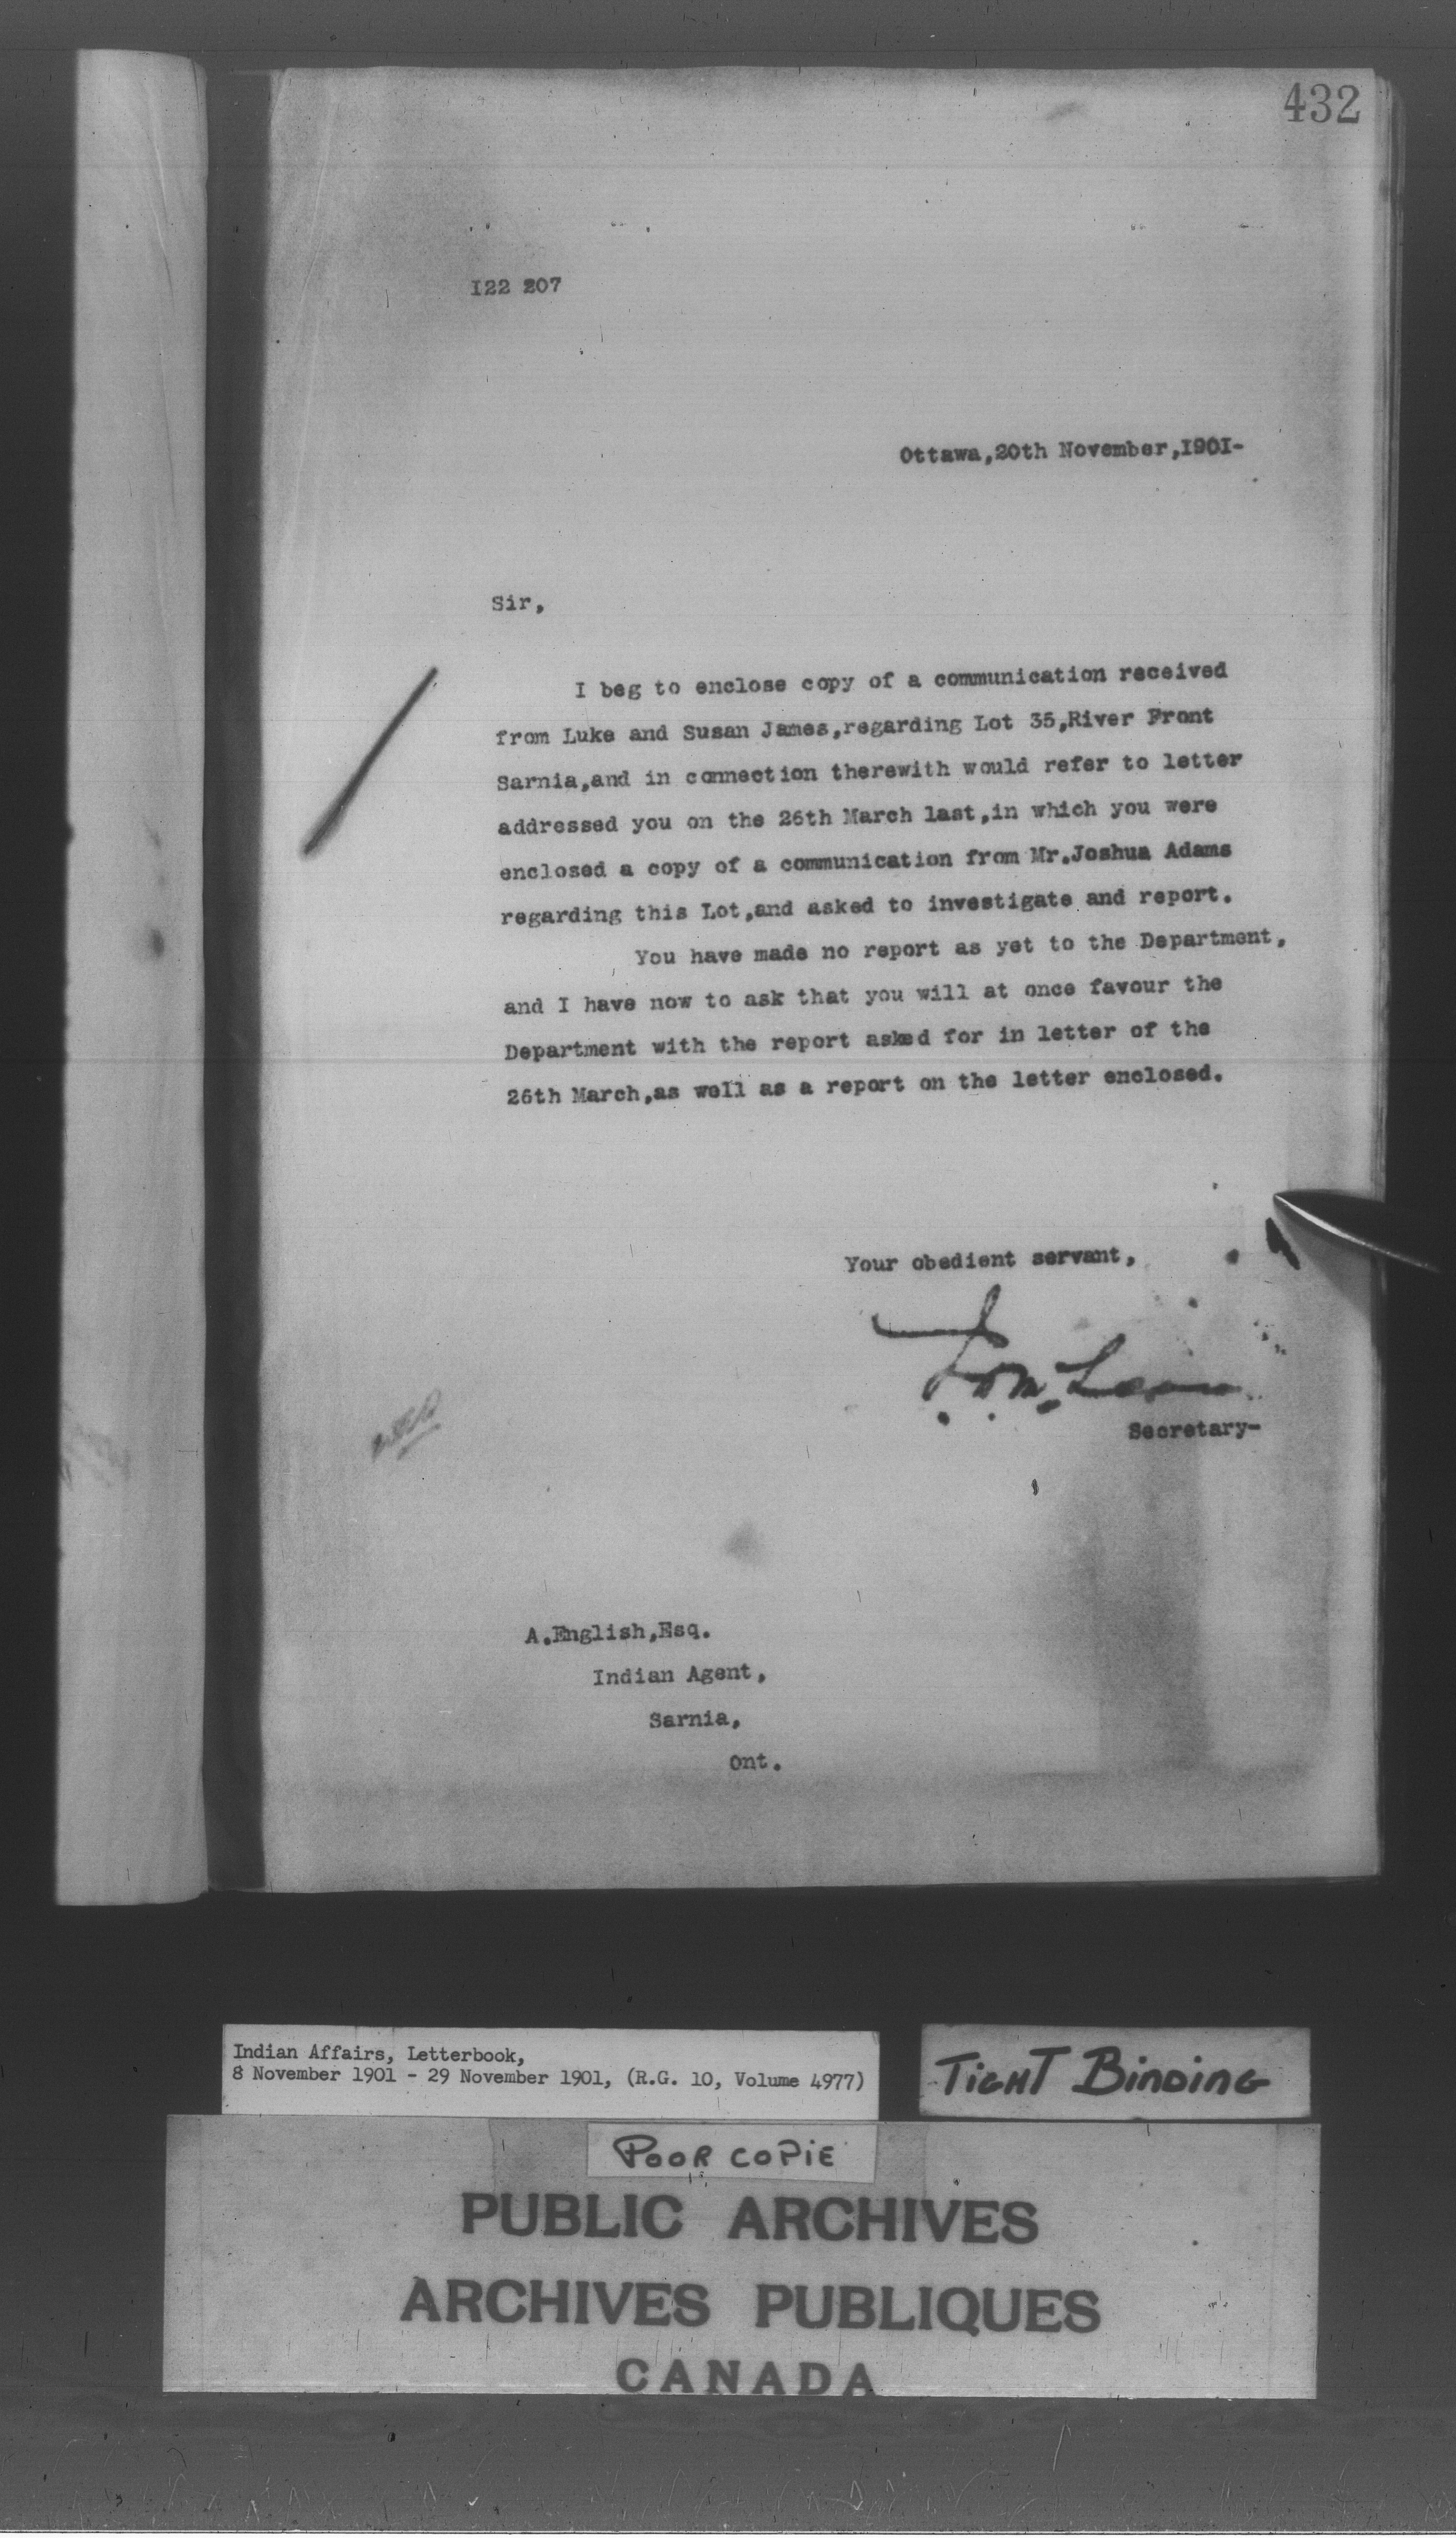 432
I22 207
Ottawa,20th November,I90I-
Sir,
I beg to enclose copy of a communication received
from Luke and Susan James,regarding Lot 35,River Front
Sarnia,and in connection therewith would refer to letter
addressed you on the 26th March last,in which you were
enclosed a copy of a communication from Mr.Joshua Adams
regarding this Lot,and asked to investigate and report.
You have made no report as yet to the Department,
and I have now to ask that you will at once favour the
Department with the report asked for in letter of the
26th March,as well as a report on the letter enclosed.
Your obedient servant,
Secretary-
A.English,Esq.
Indian Agent,
Sarnia,
Ont.
Indian Affairs, Letterbook,
8 November 1901 - 29 November 1901, (R.G. 10, Volume 4977)
TIGHT BINDING
POOR COPIE
PUBLIC ARCHIVES
ARCHIVES PUBLIQUES
CANADA